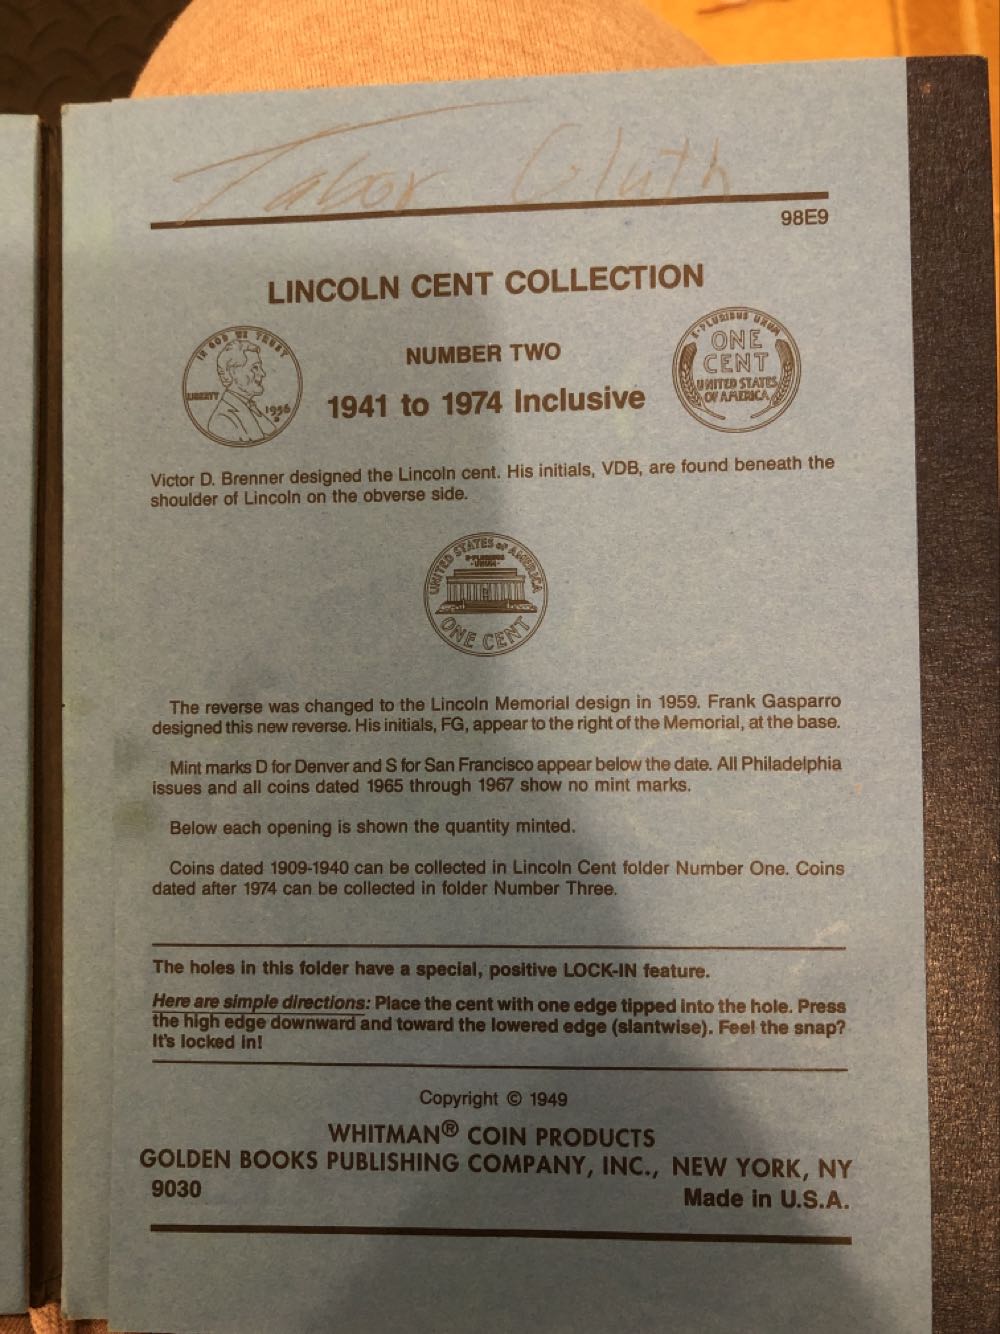 Tabor Cluth
98E9
LINCOLN CENT COLLECTION
IN GOD WE TRUST
LIBERTY
1956
NUMBER TWO
1941 to 1974 Inclusive
E·PLURIBUS UNUM
ONE
CENT
UNITED STATES
OF AMERICA
Victor D. Brenner designed the Lincoln cent. His initials, VDB, are found beneath the
shoulder of Lincoln on the obverse side.
UNITED STATES of AMERICA
E·PLURIBUS
·UNUM·
ONE CENT
The reverse was changed to the Lincoln Memorial design in 1959. Frank Gasparro
designed this new reverse. His initials, FG, appear to the right of the Memorial, at the base.
Mint marks D for Denver and S for San Francisco appear below the date. All Philadelphia
issues and all coins dated 1965 through 1967 show no mint marks.
Below each opening is shown the quantity minted.
Coins dated 1909-1940 can be collected in Lincoln Cent folder Number One. Coins
dated after 1974 can be collected in folder Number Three.
The holes in this folder have a special, positive LOCK-IN feature.
Here are simple directions: Place the cent with one edge tipped into the hole. Press
the high edge downward and toward the lowered edge (slantwise). Feel the snap?
It's locked in!
Copyright © 1949
WHITMAN® COIN PRODUCTS
GOLDEN BOOKS PUBLISHING COMPANY, INC., NEW YORK, NY
9030
Made in U.S.A.